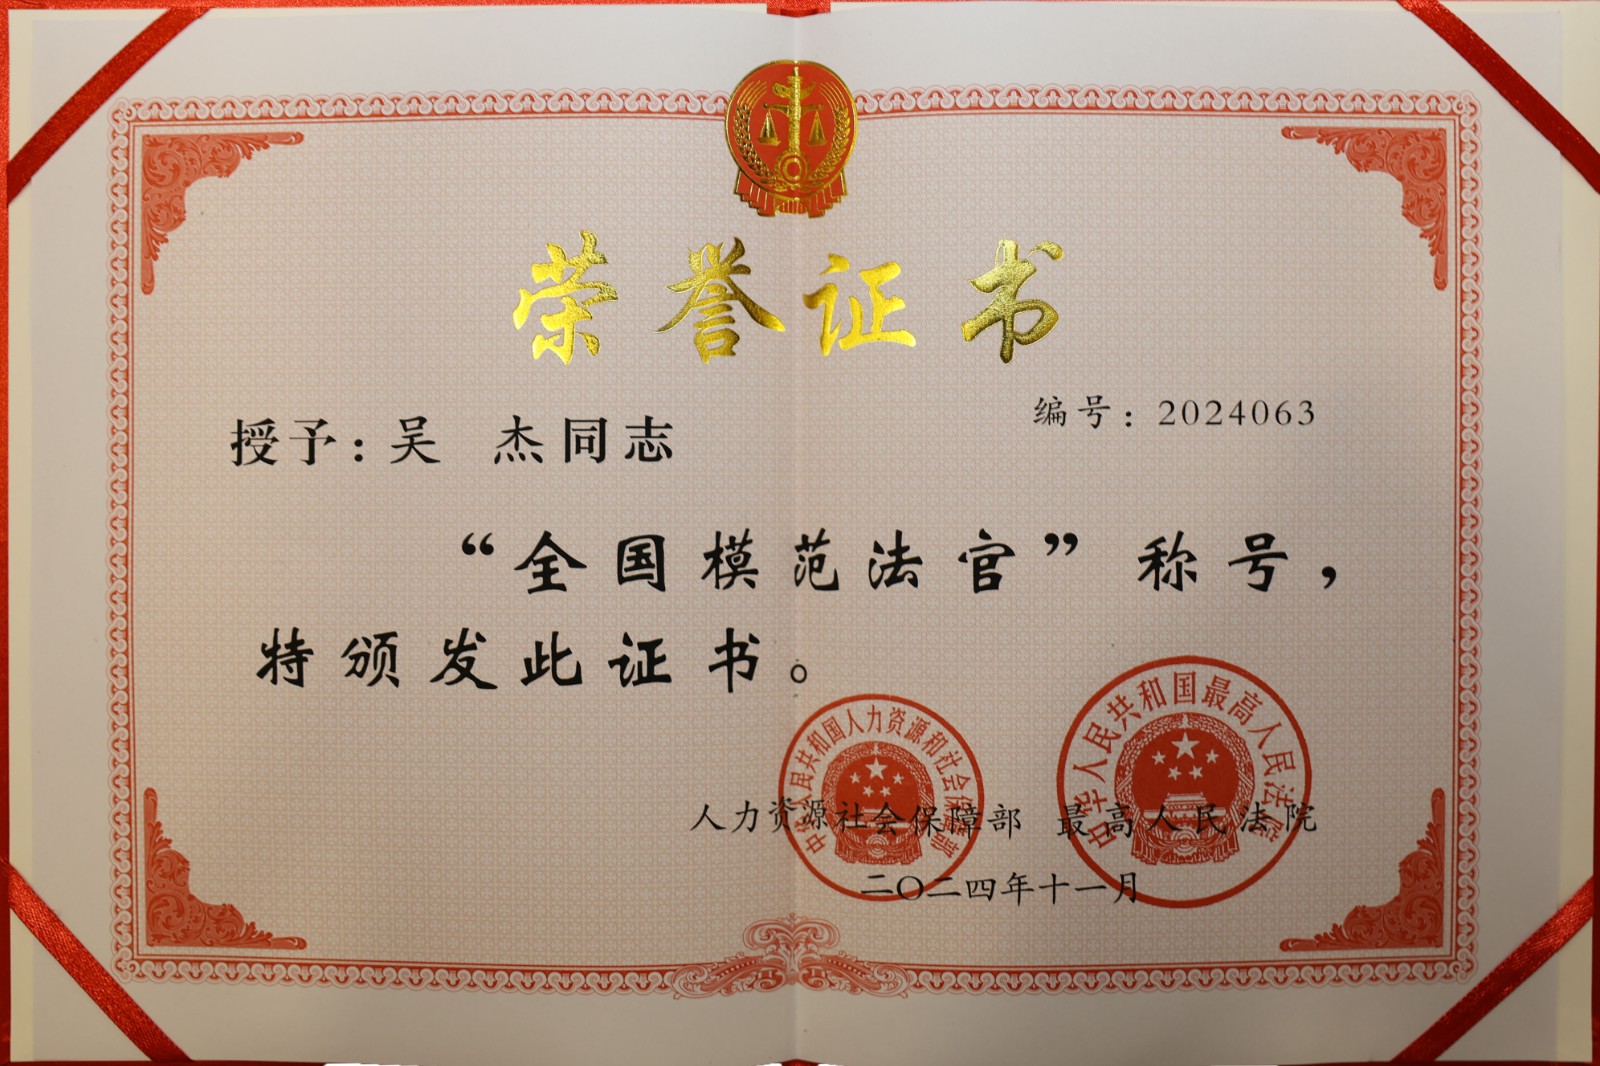 荣誉证书
编号：2024063
授予：吴 杰同志
“全国模范法官”称号，
特颁发此证书。
中华人民共和国人力资源和社会保障部
中华人民共和国最高人民法院
人力资源社会保障部 最高人民法院
二〇二四年十一月